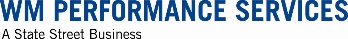 WM PERFORMANCE SERVICES
A State Street Business